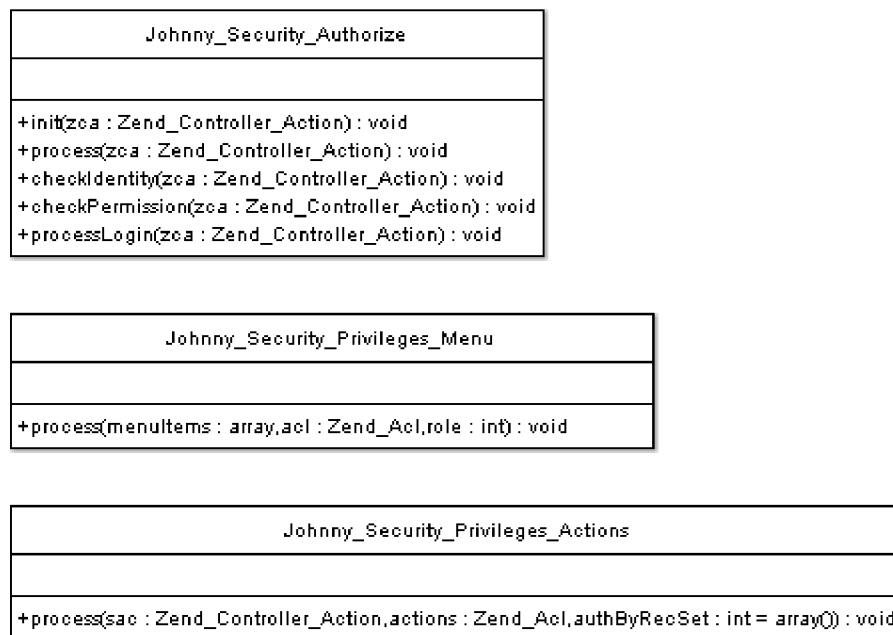 Johnny_Security_Authorize
+init(zca : Zend_Controller_Action) : void
+process(zca : Zend_Controller_Action) : void
+checkIdentity(zca : Zend_Controller_Action) : void
+checkPermission(zca : Zend_Controller_Action) : void
+processLogin(zca : Zend_Controller_Action) : void
Johnny_Security_Privileges_Menu
+process(menuItems : array,acl : Zend_Acl,role : int) : void
Johnny_Security_Privileges_Actions
+process(sac : Zend_Controller_Action,actions : Zend_Acl,authByRecSet : int = array()) : void